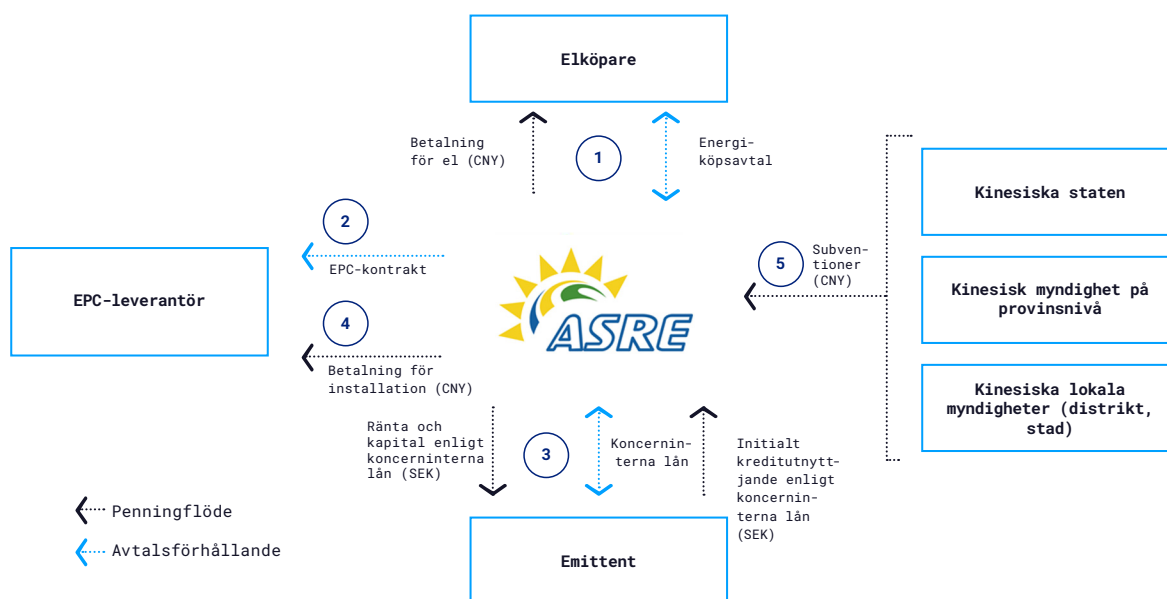 Elköpare
Betalning
för el (CNY)
1
Energi-
köpsavtal
Kinesiska staten
2
EPC-kontrakt
EPC-leverantör
5
Subven-
tioner
(CNY)
Kinesisk myndighet på
provinsnivå
ASRE
4
Betalning för
installation (CNY)
Kinesiska lokala
myndigheter (distrikt,
stad)
Ränta och
kapital enligt
koncerninterna
lån (SEK)
3
Koncernin-
terna lån
Initialt
kreditutnytt-
jande enligt
koncernin-
terna lån
(SEK)
Penningflöde
Avtalsförhållande
Emittent